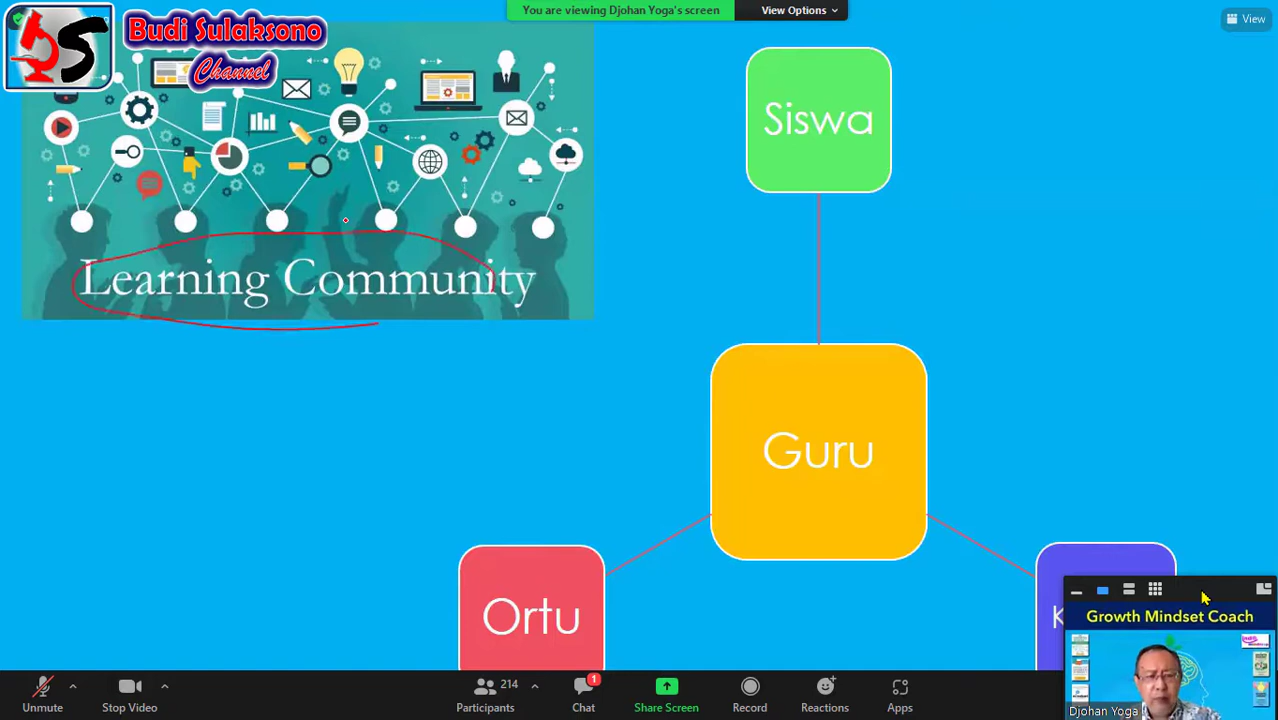 You are viewing Djohan Yoga's screen
View Options
View
Budi Sulaksono
Channel
Learning Community
Siswa
Guru
Ortu
K
Growth Mindset Coach
Djohan Yoga
Unmute
Stop Video
214
Participants
1
Chat
Share Screen
Record
Reactions
Apps